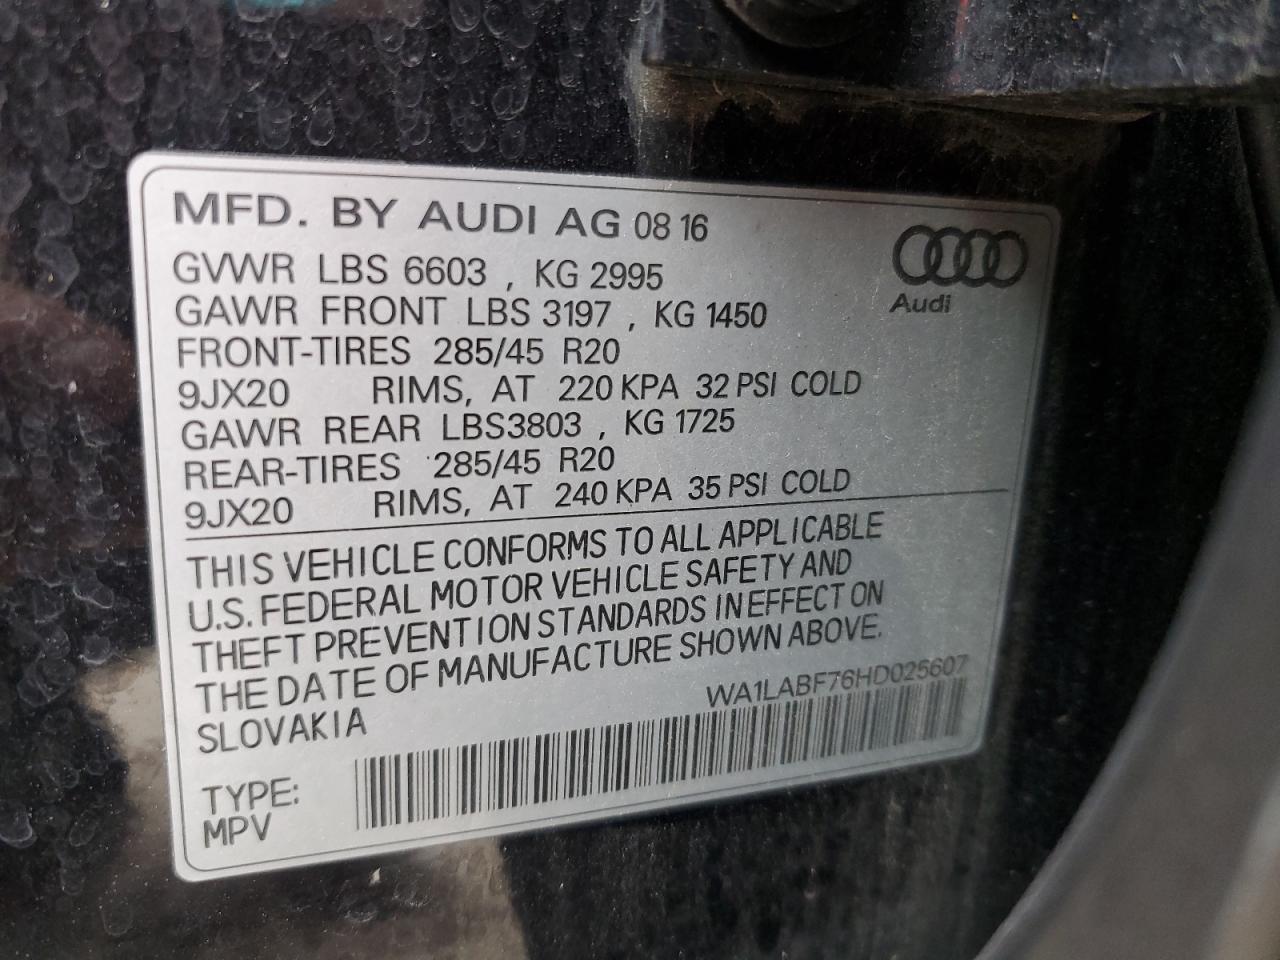 MFD. BY AUDI AG 08 16
GVWR LBS 6603 , KG 2995
GAWR FRONT LBS 3197 , KG 1450
FRONT-TIRES 285/45 R20
9JX20 RIMS, AT 220 KPA 32 PSI COLD
GAWR REAR LBS3803 , KG 1725
REAR-TIRES 285/45 R20
9JX20 RIMS, AT 240 KPA 35 PSI COLD
Audi
THIS VEHICLE CONFORMS TO ALL APPLICABLE
U.S. FEDERAL MOTOR VEHICLE SAFETY AND
THEFT PREVENTION STANDARDS IN EFFECT ON
THE DATE OF MANUFACTURE SHOWN ABOVE.
SLOVAKIA
WA1LABF76HD025607
TYPE:
MPV